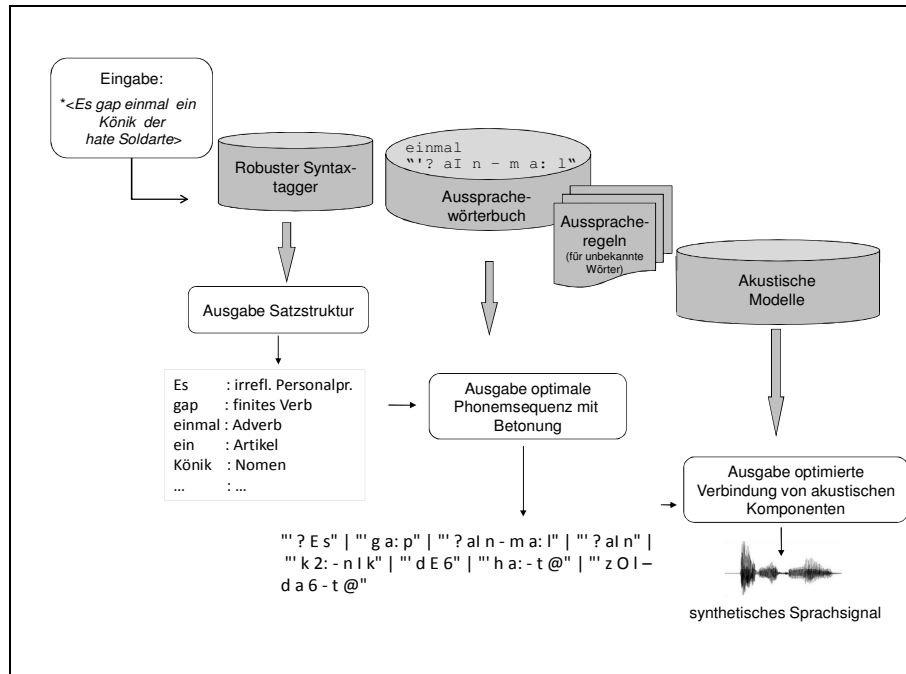 Eingabe:
*<Es gap einmal ein
Könik der
hate Soldarte>
Robuster Syntax-
tagger
einmal
"'? aI n – m a: l"
Aussprache-
wörterbuch
Ausspracheregeln
(für unbekannte
Wörter)
Akustische
Modelle
Ausgabe Satzstruktur
Es : irrefl. Personalpr.
gap : finites Verb
einmal : Adverb
ein : Artikel
Könik : Nomen
... : ...
Ausgabe optimale
Phonemsequenz mit
Betonung
Ausgabe optimierte
Verbindung von akustischen
Komponenten
"' ? E s" | "' g a: p" | "' ? aI n - m a: l" | "' ? aI n" |
"' k 2: - n I k" | "' d E 6" | "' h a: - t @" | "' z O l –
d a 6 - t @"
synthetisches Sprachsignal